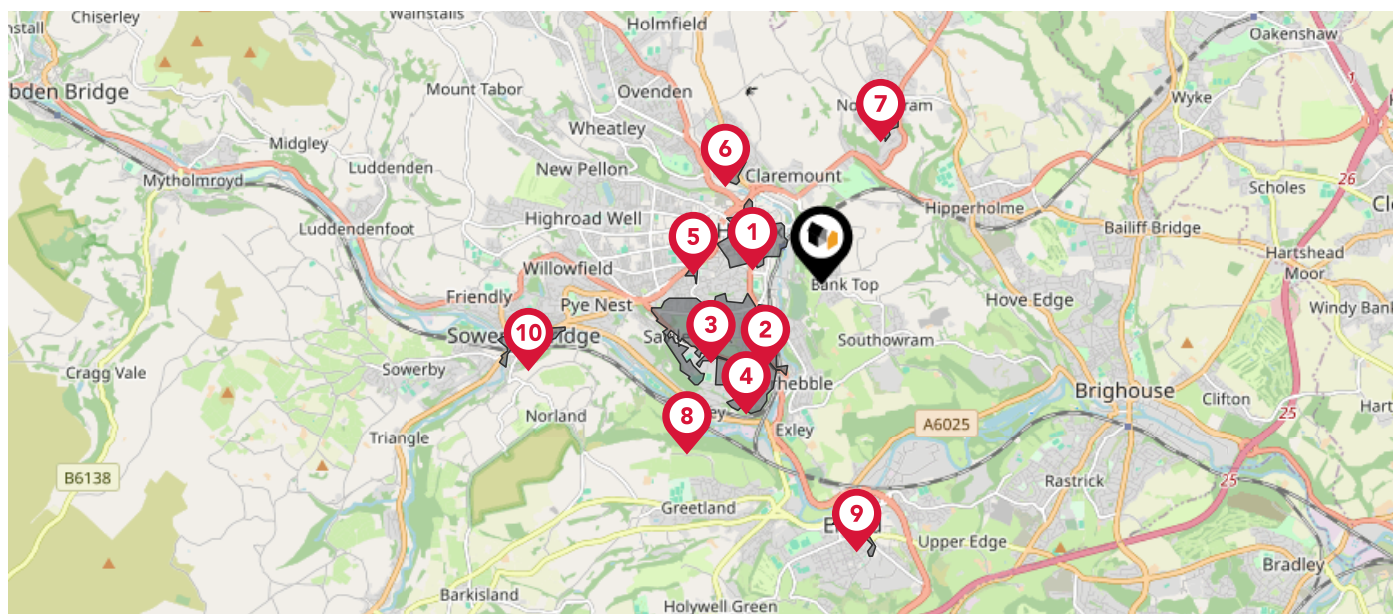 Chiserley
Wainstalls
Holmfield
Oakenshaw
bden Bridge
Mount Tabor
Ovenden
7
Wyke
1
Midgley
Wheatley
6
Luddenden
New Pellon
Claremount
26
Mytholmroyd
Scholes
Highroad Well
Hipperholme
Luddendenfoot
5
1
Bailiff Bridge
Hartshead
Moor
Willowfield
Bank Top
Friendly
Pye Nest
Hove Edge
Windy Bank
10
3
2
Southowram
Cragg Vale
Sowerby
4
Brighouse
Norland
8
Clifton
25
Triangle
Exley
A6025
B6138
Rastrick
25
Greetland
9
Upper Edge
Bradley
Barkisland
Holywell Green